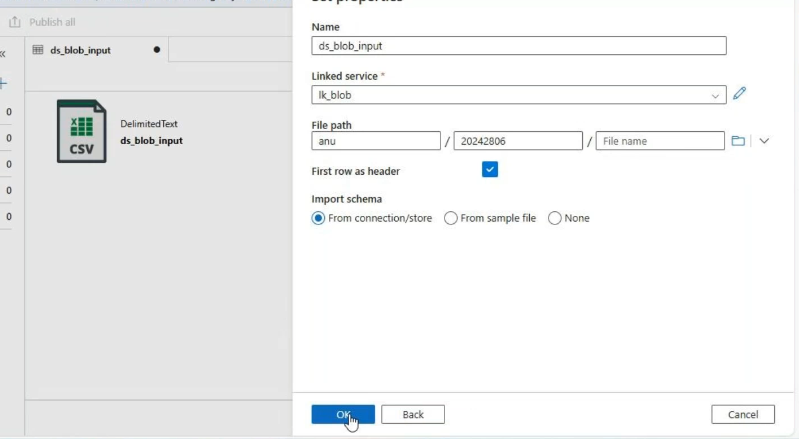 Set properties
Publish all
«
ds_blob_input
+
0
0
0
0
0
X
CSV
DelimitedText
ds_blob_input
Name
ds_blob_input
Linked service *
lk_blob
File path
anu / 20242806 / File name
First row as header
Import schema
From connection/store From sample file None
OK Back Cancel